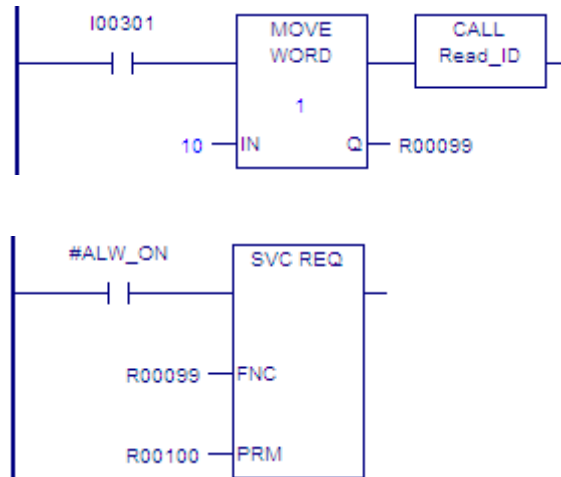 I00301
MOVE
WORD
1
10 IN Q R00099
CALL
Read_ID
#ALW_ON
SVC REQ
R00099 FNC
R00100 PRM